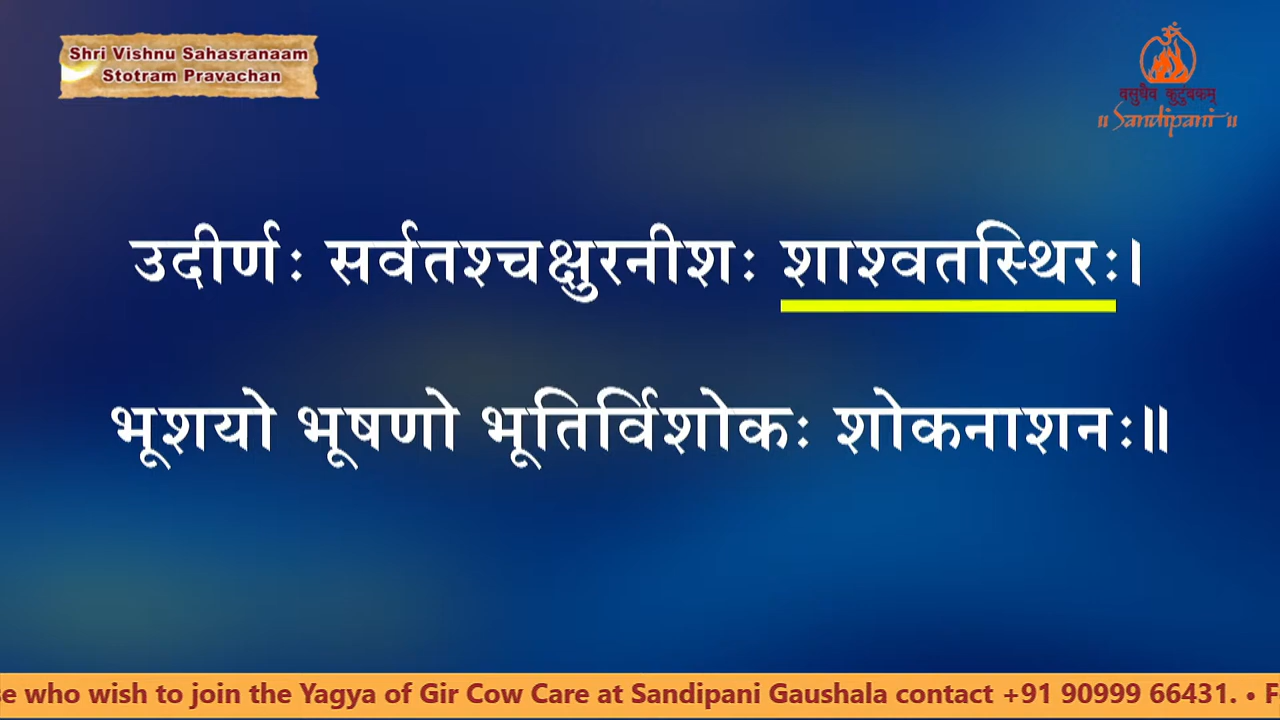 Shri Vishnu Sahasranaam
Stotram Pravachan
ॐ
वसुधैव कुटुंबकम्
॥ Sandipani ॥
उदीर्णः सर्वतश्चक्षुरनीशः शाश्वतस्थिरः।
भूशयो भूषणो भूतिर्विशोकः शोकनाशनः॥
se who wish to join the Yagya of Gir Cow Care at Sandipani Gaushala contact +91 90999 66431. • F